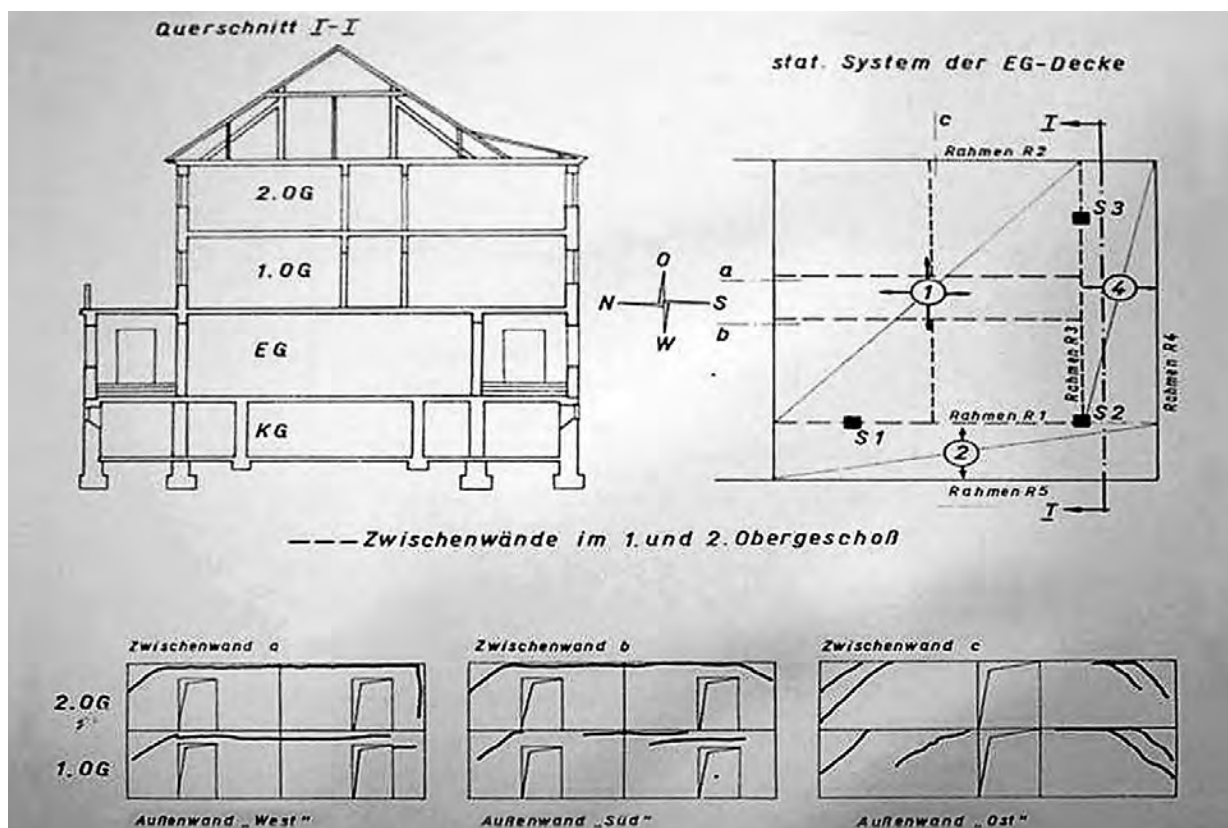 Querschnitt I-I
stat. System der EG-Decke
c
I
Rahmen R2
2.OG
S3
1.OG
O
N
S
W
a
b
1
4
EG
Rahmen R3
Rahmen R4
KG
Rahmen R1
S1
S2
2
Rahmen R5
I
Zwischenwände im 1. und 2. Obergeschoß
Zwischenwand a
Zwischenwand b
Zwischenwand c
2.OG
1.OG
Außenwand „West"
Außenwand „Süd"
Außenwand „Ost"